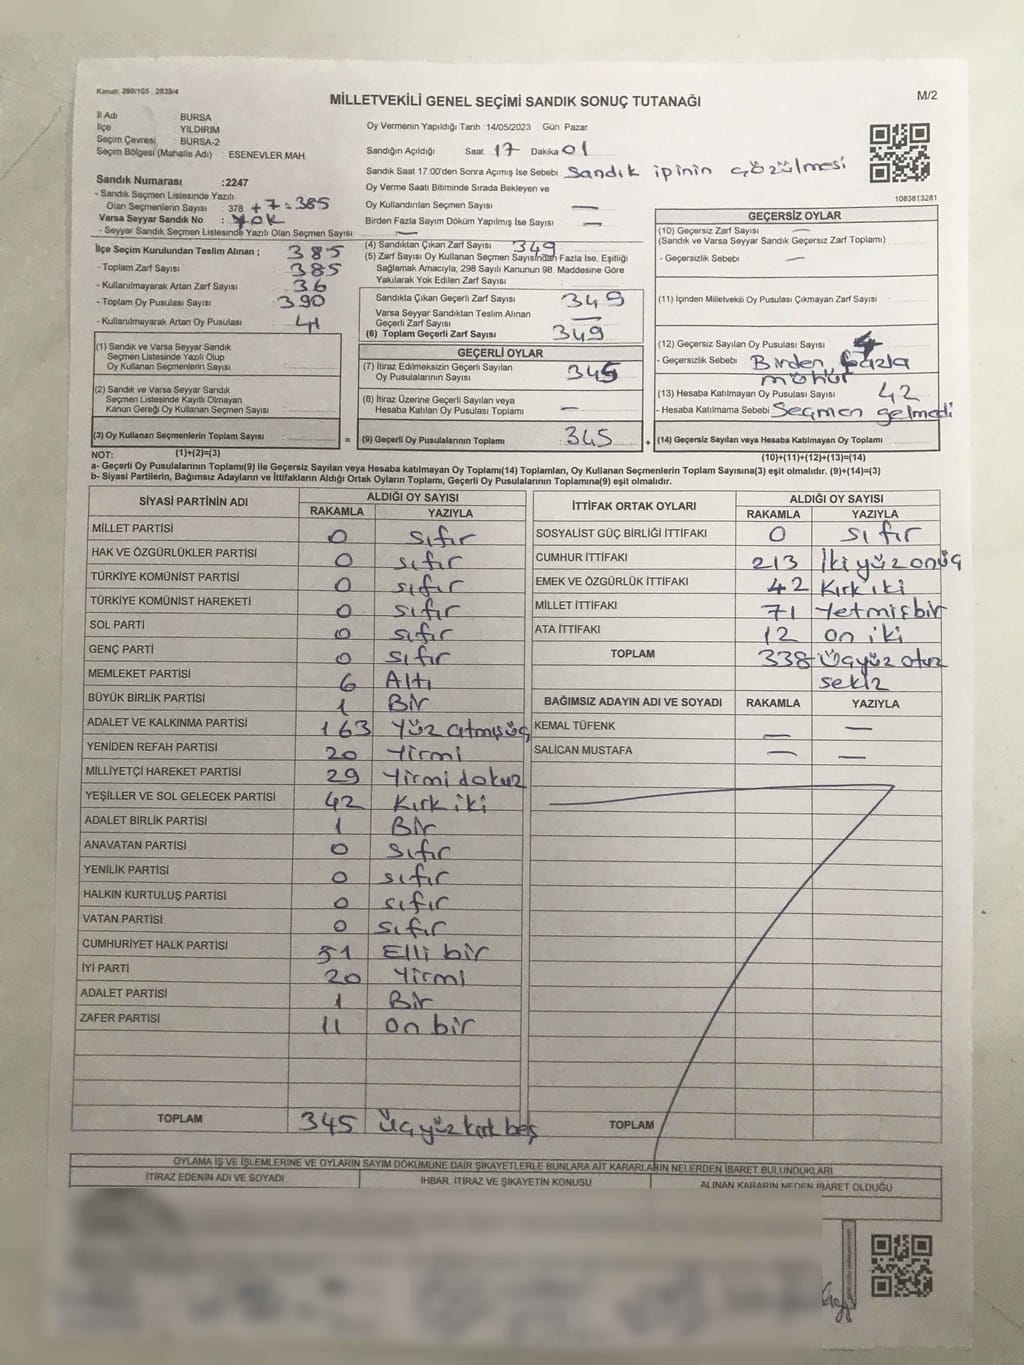 Kanun: 298/105 , 2839/4
MİLLETVEKİLİ GENEL SEÇİMİ SANDIK SONUÇ TUTANAĞI
M/2
İl Adı : BURSA
İlçe : YILDIRIM
Seçim Çevresi : BURSA-2
Seçim Bölgesi (Mahalle Adı) : ESENEVLER MAH.
Oy Vermenin Yapıldığı Tarih :14/05/2023 Gün: Pazar
Sandığın Açıldığı Saat: 17 Dakika: 01
Sandık Saat 17:00'den Sonra Açılmış İse Sebebi: Sandık ipinin çözülmesi
Oy Verme Saati Bitiminde Sırada Bekleyen ve
Oy Kullandırılan Seçmen Sayısı : —
Birden Fazla Sayım Döküm Yapılmış İse Sayısı : —
1083813281
Sandık Numarası :2247
- Sandık Seçmen Listesinde Yazılı
Olan Seçmenlerin Sayısı : 378 + 7 = 385
Varsa Seyyar Sandık No : YOK
- Seyyar Sandık Seçmen Listesinde Yazılı Olan Seçmen Sayısı : —
İlçe Seçim Kurulundan Teslim Alınan ; 385
- Toplam Zarf Sayısı : 385
- Kullanılmayarak Artan Zarf Sayısı : 36
- Toplam Oy Pusulası Sayısı : 390
- Kullanılmayarak Artan Oy Pusulası : 41
(1) Sandık ve Varsa Seyyar Sandık
Seçmen Listesinde Yazılı Olup
Oy Kullanan Seçmenlerin Sayısı :
(2) Sandık ve Varsa Seyyar Sandık
Seçmen Listesinde Kayıtlı Olmayan
Kanun Gereği Oy Kullanan Seçmen Sayısı :
(3) Oy Kullanan Seçmenlerin Toplam Sayısı :
(1)+(2)=(3)
(4) Sandıktan Çıkan Zarf Sayısı : 349
(5) Zarf Sayısı Oy Kullanan Seçmen Sayısından Fazla İse, Eşitliği
Sağlamak Amacıyla, 298 Sayılı Kanunun 98. Maddesine Göre
Yakılarak Yok Edilen Zarf Sayısı :
Sandıkta Çıkan Geçerli Zarf Sayısı : 349
Varsa Seyyar Sandıktan Teslim Alınan
Geçerli Zarf Sayısı : —
(6) Toplam Geçerli Zarf Sayısı : 349
GEÇERLİ OYLAR
(7) İtiraz Edilmeksizin Geçerli Sayılan
Oy Pusulalarının Sayısı : 345
(8) İtiraz Üzerine Geçerli Sayılan veya
Hesaba Katılan Oy Pusulası Toplamı : —
= (9) Geçerli Oy Pusulalarının Toplamı : 345 +
GEÇERSİZ OYLAR
(10) Geçersiz Zarf Sayısı : —
(Sandık ve Varsa Seyyar Sandık Geçersiz Zarf Toplamı)
- Geçersizlik Sebebi : —
(11) İçinden Milletvekili Oy Pusulası Çıkmayan Zarf Sayısı :
(12) Geçersiz Sayılan Oy Pusulası Sayısı : 4
- Geçersizlik Sebebi : Birden fazla
mühür
(13) Hesaba Katılmayan Oy Pusulası Sayısı : 42
- Hesaba Katılmama Sebebi : Seçmen gelmedi
(14) Geçersiz Sayılan veya Hesaba Katılmayan Oy Toplamı :
(10)+(11)+(12)+(13)=(14)
NOT:
a- Geçerli Oy Pusulaları Toplamı(9) ile Geçersiz Sayılan veya Hesaba katılmayan Oy Toplamı(14) Toplamları, Oy Kullanan Seçmenlerin Toplam Sayısına(3) eşit olmalıdır. (9)+(14)=(3)
b- Siyasi Partilerin, Bağımsız Adayların ve İttifakların Aldığı Ortak Oyların Toplamı, Geçerli Oy Pusulalarının Toplamına(9) eşit olmalıdır.
SİYASİ PARTİNİN ADI ALDIĞI OY SAYISI
RAKAMLA YAZIYLA
MİLLET PARTİSİ 0 Sıfır
HAK VE ÖZGÜRLÜKLER PARTİSİ 0 Sıfır
TÜRKİYE KOMÜNİST PARTİSİ 0 Sıfır
TÜRKİYE KOMÜNİST HAREKETİ 0 Sıfır
SOL PARTİ 0 Sıfır
GENÇ PARTİ 0 Sıfır
MEMLEKET PARTİSİ 6 Altı
BÜYÜK BİRLİK PARTİSİ 1 Bir
ADALET VE KALKINMA PARTİSİ 163 Yüz atmışüç
YENİDEN REFAH PARTİSİ 20 Yirmi
MİLLİYETÇİ HAREKET PARTİSİ 29 Yirmi dokuz
YEŞİLLER VE SOL GELECEK PARTİSİ 42 Kırk iki
ADALET BİRLİK PARTİSİ 1 Bir
ANAVATAN PARTİSİ 0 Sıfır
YENİLİK PARTİSİ 0 Sıfır
HALKIN KURTULUŞ PARTİSİ 0 Sıfır
VATAN PARTİSİ 0 Sıfır
CUMHURİYET HALK PARTİSİ 51 Elli bir
İYİ PARTİ 20 Yirmi
ADALET PARTİSİ 1 Bir
ZAFER PARTİSİ 11 On bir
TOPLAM 345 Üçyüz kırk beş
İTTİFAK ORTAK OYLARI ALDIĞI OY SAYISI
RAKAMLA YAZIYLA
SOSYALİST GÜÇ BİRLİĞİ İTTİFAKI 0 Sıfır
CUMHUR İTTİFAKI 213 İki yüz onüç
EMEK VE ÖZGÜRLÜK İTTİFAKI 42 Kırk iki
MİLLET İTTİFAKI 71 Yetmişbir
ATA İTTİFAKI 12 on iki
TOPLAM 338 Üçyüz otuz
sekiz
BAĞIMSIZ ADAYIN ADI VE SOYADI RAKAMLA YAZIYLA
KEMAL TÜFENK — —
SALİCAN MUSTAFA — —
TOPLAM
OYLAMA İŞ VE İŞLEMLERİNE VE OYLARIN SAYIM DÖKÜMÜNE DAİR ŞİKAYETLERLE BUNLARA AİT KARARLARIN NELERDEN İBARET BULUNDUKLARI
İTİRAZ EDENİN ADI VE SOYADI İHBAR, İTİRAZ VE ŞİKAYETİN KONUSU ALINAN KARARIN NEDEN İBARET OLDUĞU